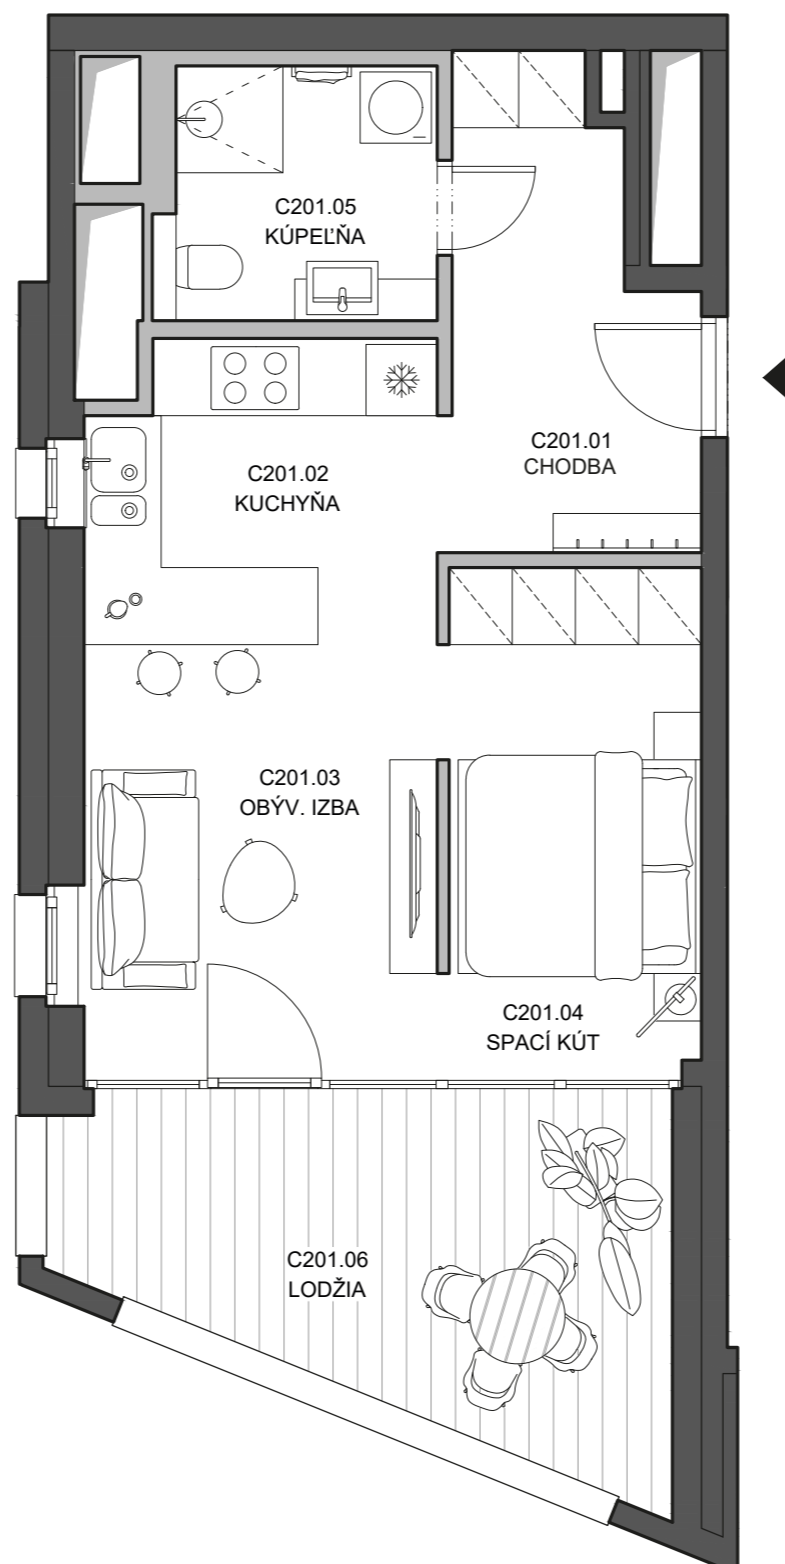 C201.05
KÚPEĽŇA
C201.01
CHODBA
C201.02
KUCHYŇA
C201.03
OBÝV. IZBA
C201.04
SPACÍ KÚT
C201.06
LODŽIA